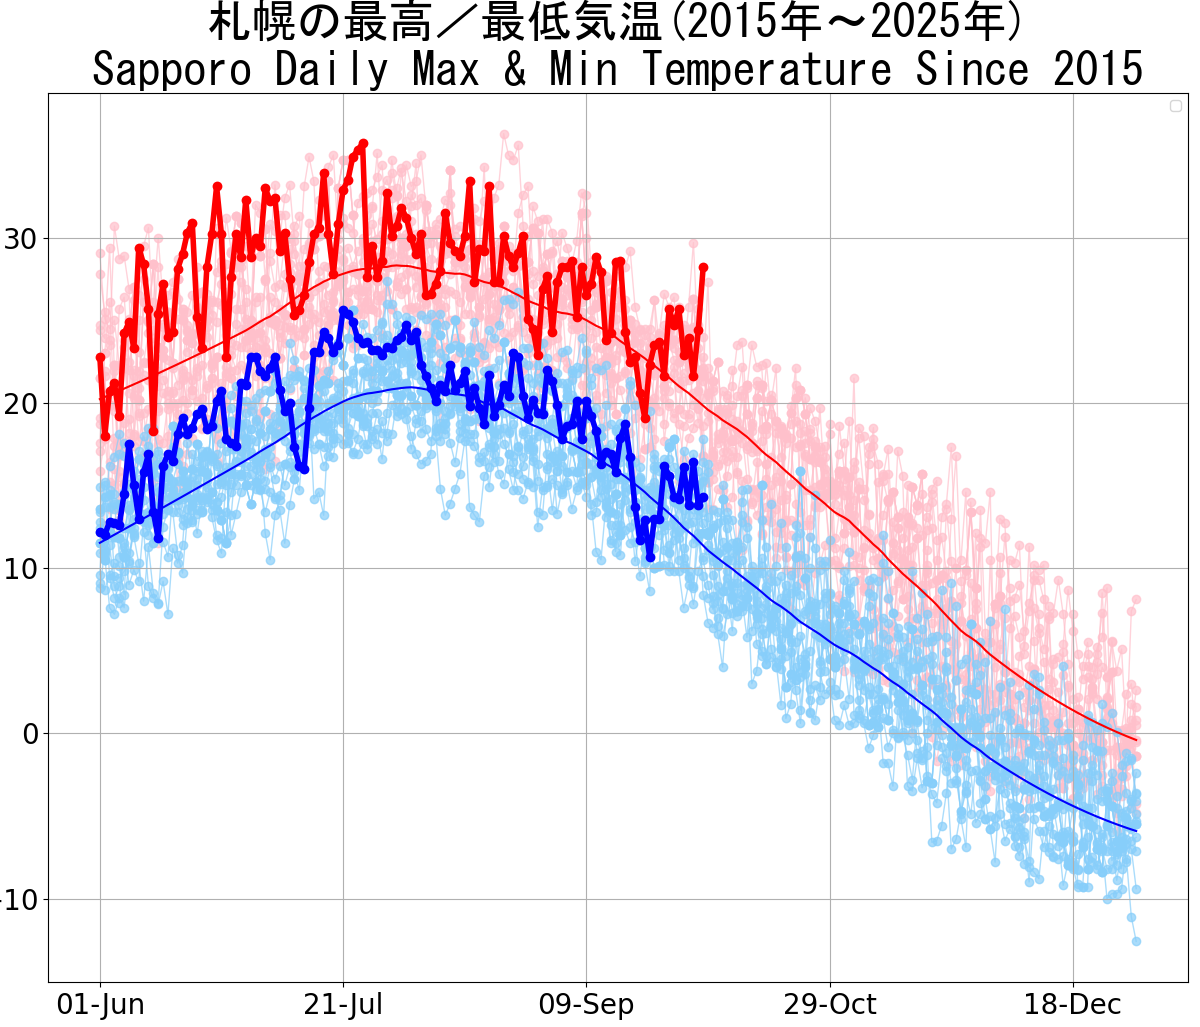 札幌の最高／最低気温(2015年～2025年)
Sapporo Daily Max & Min Temperature Since 2015
30
20
10
0
-10
01-Jun 21-Jul 09-Sep 29-Oct 18-Dec